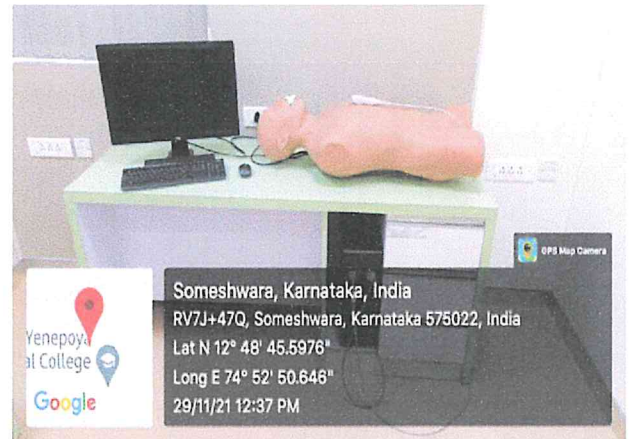 GPS Map Camera
Someshwara, Karnataka, India
RV7J+47Q, Someshwara, Karnataka 575022, India
Lat N 12° 48' 45.5976"
Long E 74° 52' 50.646"
29/11/21 12:37 PM
Yenepoya
al College
Google